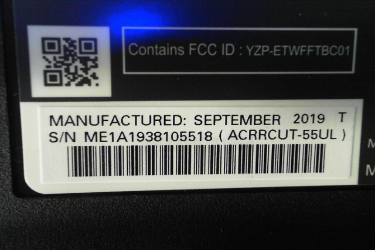 Contains FCC ID : YZP-ETWFFTBC01
MANUFACTURED: SEPTEMBER 2019 T
S/N ME1A1938105518 ( ACRRCUT-55UL )